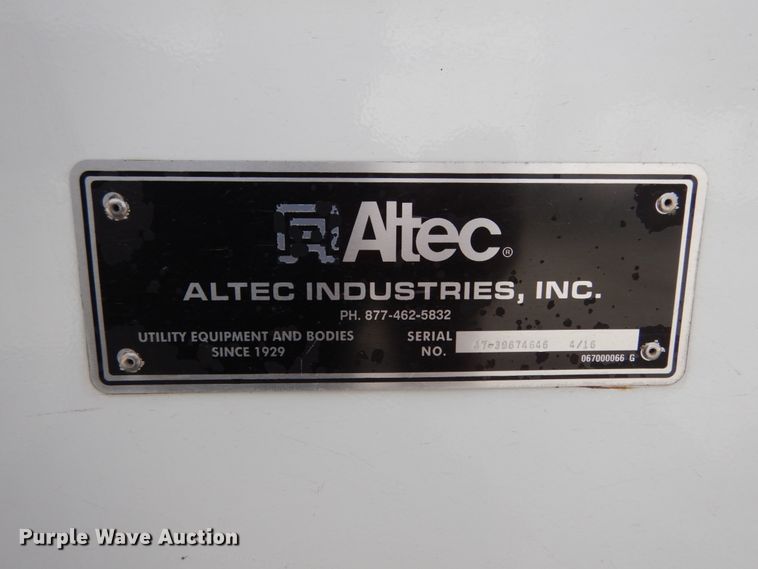 Altec®
ALTEC INDUSTRIES, INC.
PH. 877-462-5832
UTILITY EQUIPMENT AND BODIES
SINCE 1929
SERIAL
NO.
4/16
067000066 G
Purple Wave Auction